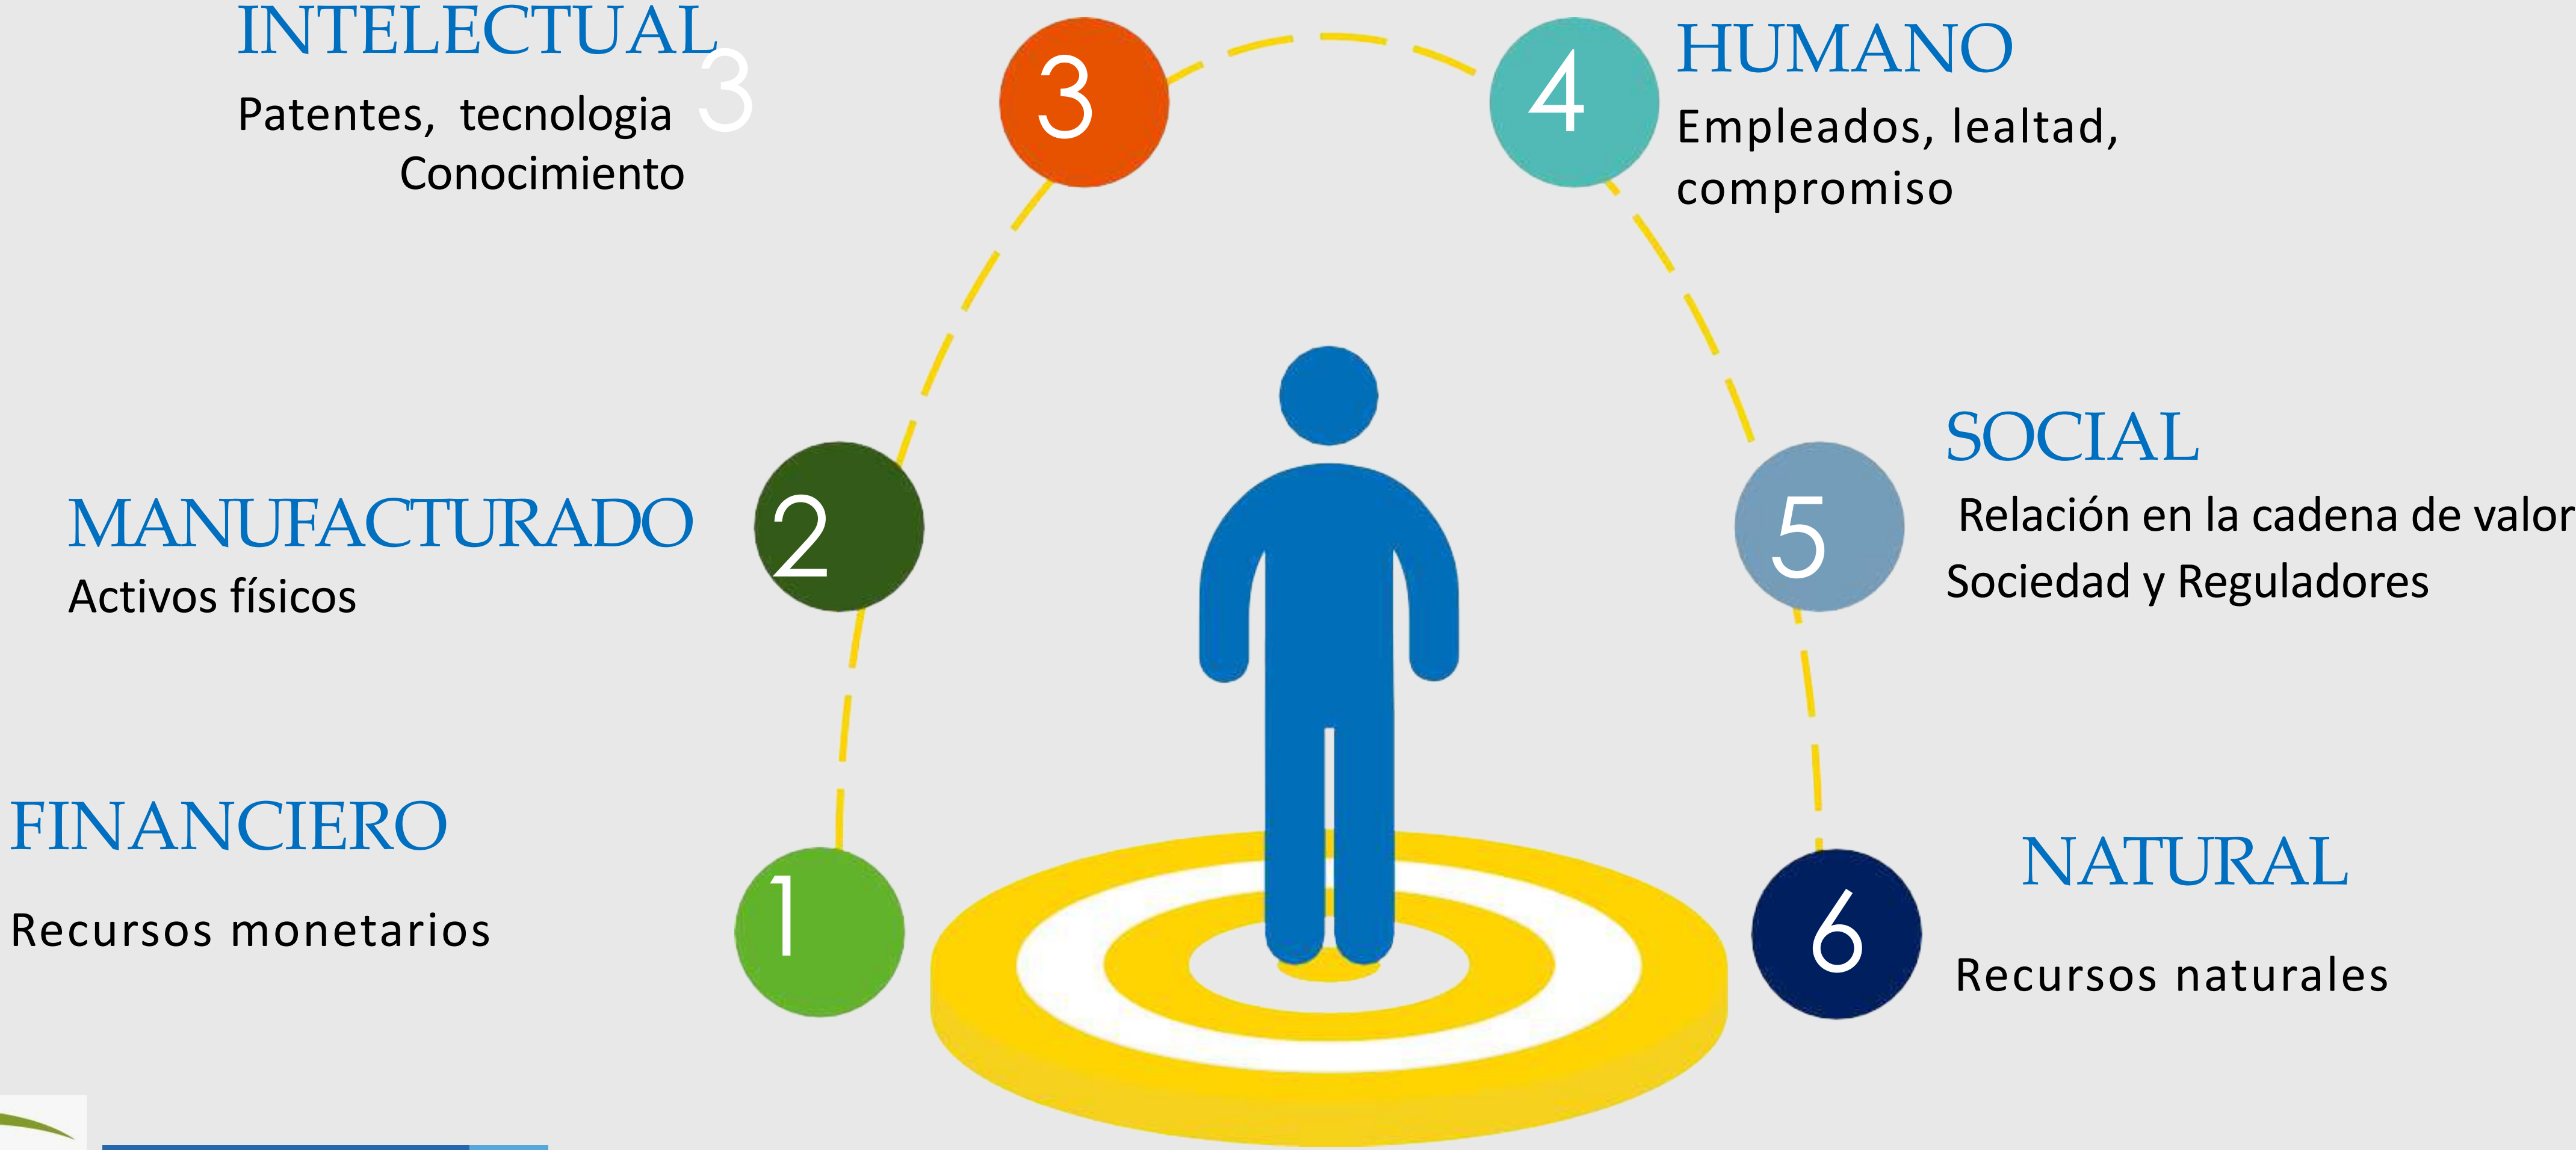 INTELECTUAL
3
Patentes, tecnologia
Conocimiento
3
4
HUMANO
Empleados, lealtad,
compromiso
MANUFACTURADO
Activos físicos
2
5
SOCIAL
Relación en la cadena de valor
Sociedad y Reguladores
FINANCIERO
Recursos monetarios
1
6
NATURAL
Recursos naturales